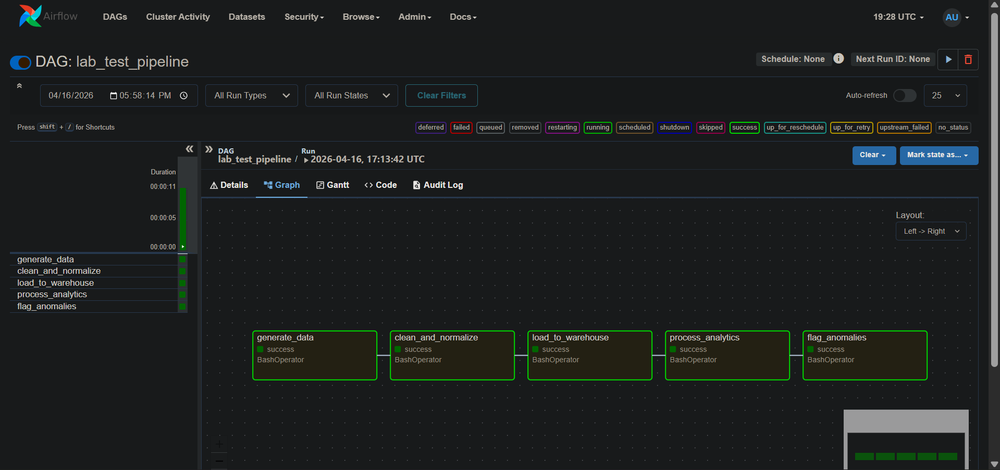 Airflow DAGs Cluster Activity Datasets Security Browse Admin Docs 19:28 UTC AU
DAG: lab_test_pipeline Schedule: None i Next Run ID: None
04/16/2026 05:58:14 PM All Run Types All Run States Clear Filters Auto-refresh 25
Press shift + / for Shortcuts deferred failed queued removed restarting running scheduled shutdown skipped success up_for_reschedule up_for_retry upstream_failed no_status
DAG Run
lab_test_pipeline / 2026-04-16, 17:13:42 UTC Clear Mark state as...
Duration
00:00:11
00:00:05
00:00:00
generate_data
clean_and_normalize
load_to_warehouse
process_analytics
flag_anomalies
Details Graph Gantt Code Audit Log
Layout:
Left -> Right
generate_data
success
BashOperator
clean_and_normalize
success
BashOperator
load_to_warehouse
success
BashOperator
process_analytics
success
BashOperator
flag_anomalies
success
BashOperator